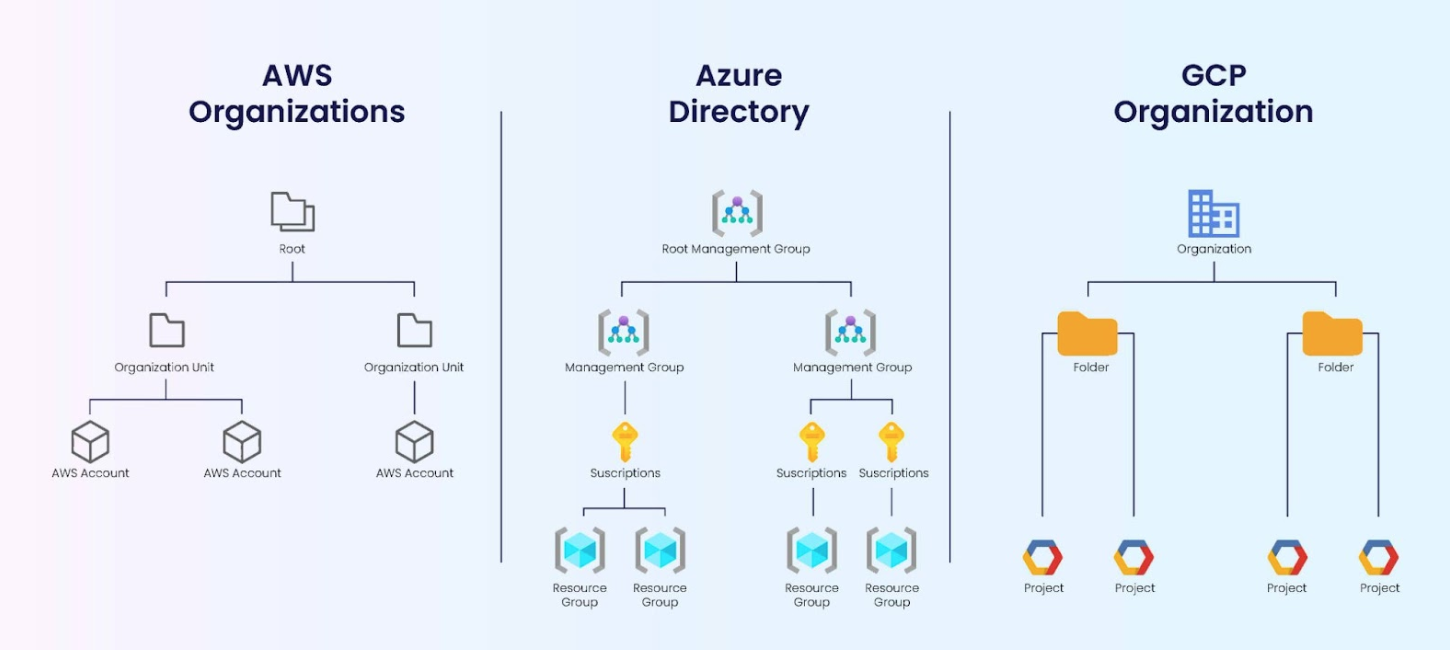 AWS
Organizations
Root
Organization Unit
Organization Unit
AWS Account
AWS Account
AWS Account
Azure
Directory
Root Management Group
Management Group
Management Group
Suscriptions
Suscriptions
Suscriptions
Resource
Group
Resource
Group
Resource
Group
Resource
Group
GCP
Organization
Organization
Folder
Folder
Project
Project
Project
Project